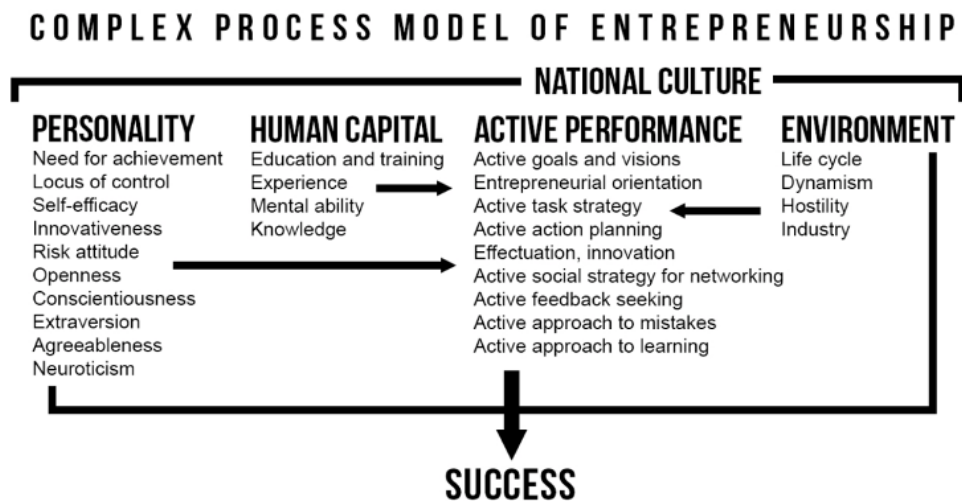 COMPLEX PROCESS MODEL OF ENTREPRENEURSHIP
NATIONAL CULTURE
PERSONALITY
Need for achievement
Locus of control
Self-efficacy
Innovativeness
Risk attitude
Openness
Conscientiousness
Extraversion
Agreeableness
Neuroticism
HUMAN CAPITAL
Education and training
Experience
Mental ability
Knowledge
ACTIVE PERFORMANCE
Active goals and visions
Entrepreneurial orientation
Active task strategy
Active action planning
Effectuation, innovation
Active social strategy for networking
Active feedback seeking
Active approach to mistakes
Active approach to learning
ENVIRONMENT
Life cycle
Dynamism
Hostility
Industry
SUCCESS